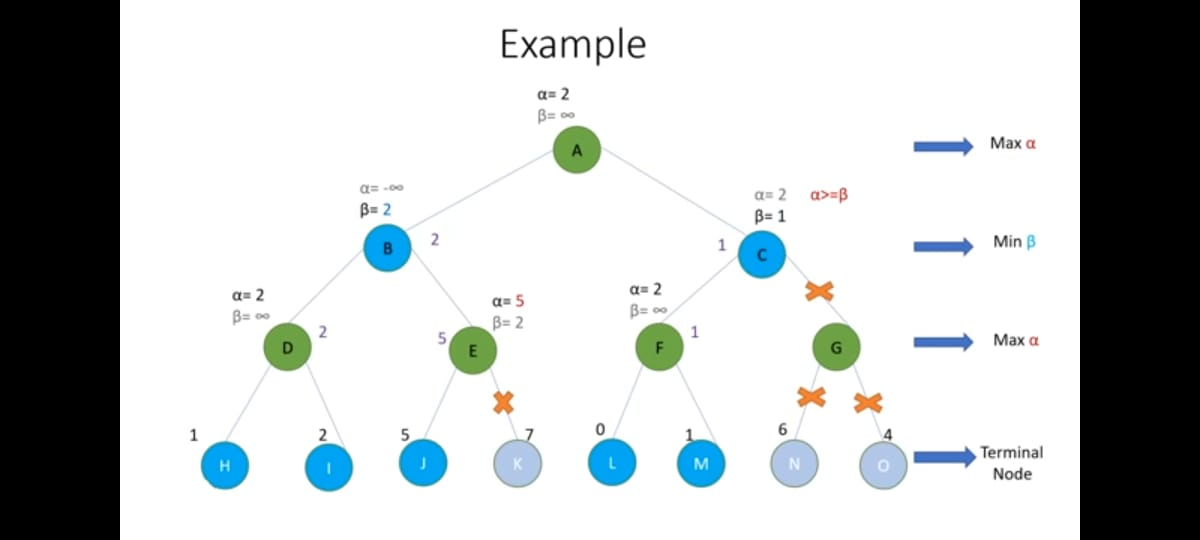 Example
α= 2
β= ∞
A
Max α
α= -∞
β= 2
B
2
α= 2 α>=β
β= 1
1
C
Min β
α= 2
β= ∞
D
2
α= 5
β= 2
5
E
α= 2
β= ∞
F
1
G
Max α
1
H
2
I
5
J
7
K
0
L
1
M
6
N
4
O
Terminal
Node